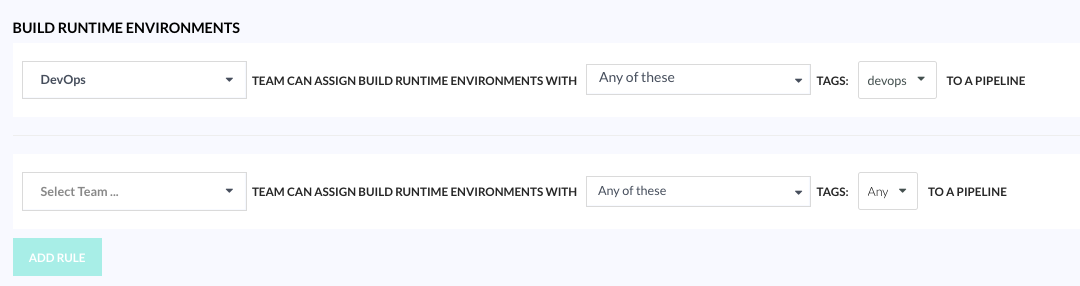 BUILD RUNTIME ENVIRONMENTS
DevOps TEAM CAN ASSIGN BUILD RUNTIME ENVIRONMENTS WITH Any of these TAGS: devops TO A PIPELINE
Select Team ... TEAM CAN ASSIGN BUILD RUNTIME ENVIRONMENTS WITH Any of these TAGS: Any TO A PIPELINE
ADD RULE